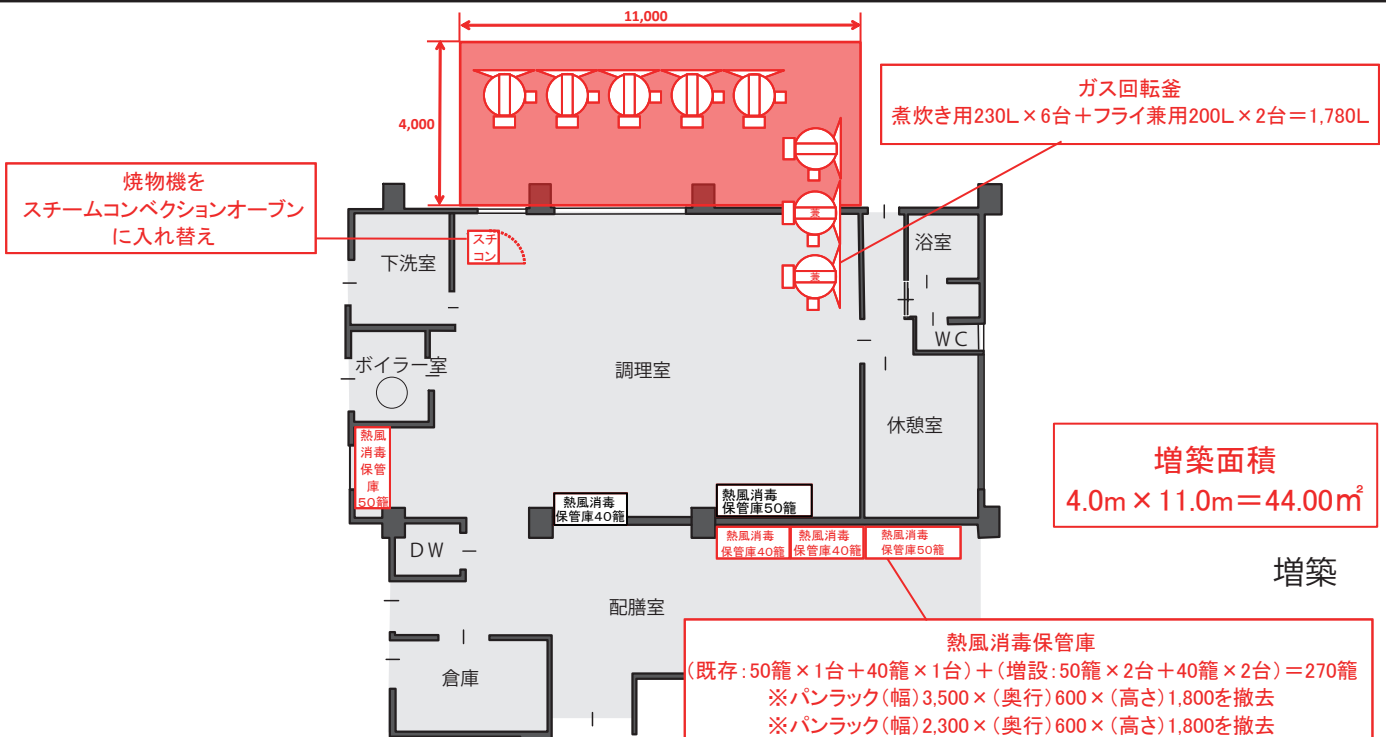 11,000
4,000
ガス回転釜
煮炊き用230L×6台＋フライ兼用200L×2台＝1,780L
焼物機を
スチームコンベクションオーブン
に入れ替え
スチ
コン
兼
兼
下洗室
浴室
WC
ボイラー室
調理室
休憩室
熱風
消毒
保管
庫
50籠
熱風消毒
保管庫40籠
熱風消毒
保管庫50籠
増築面積
4.0m×11.0m＝44.00㎡
熱風消毒
保管庫40籠
熱風消毒
保管庫40籠
熱風消毒
保管庫50籠
DW
増築
配膳室
倉庫
熱風消毒保管庫
(既存:50籠×1台＋40籠×1台)＋(増設:50籠×2台＋40籠×2台)＝270籠
※パンラック(幅)3,500×(奥行)600×(高さ)1,800を撤去
※パンラック(幅)2,300×(奥行)600×(高さ)1,800を撤去